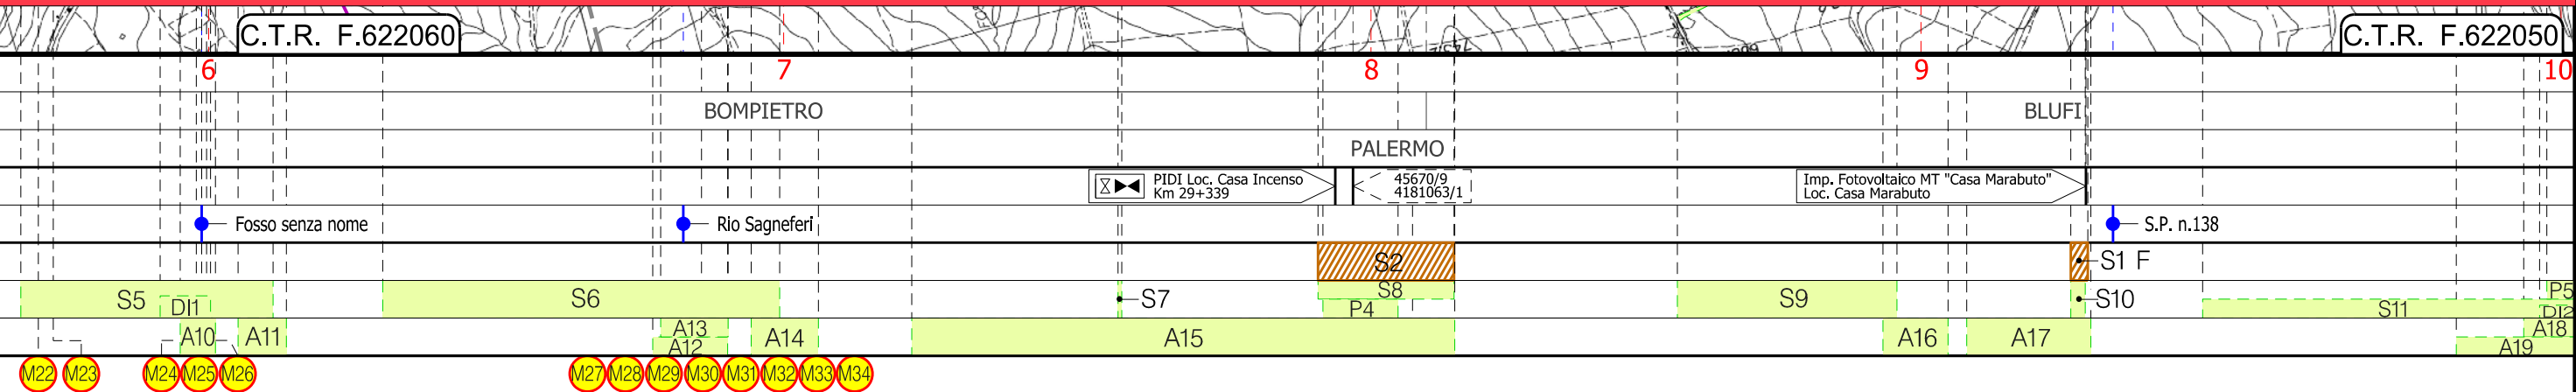 C.T.R. F.622060
C.T.R. F.622050
6 7 8 9 10
BOMPIETRO BLUFI
PALERMO
PIDI Loc. Casa Incenso
Km 29+339
45670/9
4181063/1
Imp. Fotovoltaico MT "Casa Marabuto"
Loc. Casa Marabuto
Fosso senza nome Rio Sagneferi S.P. n.138
S2 S1 F
S5 DI1 S6 S7 S8 P4 S9 S10 S11 P5 DI2
A10 A11 A13 A12 A14 A15 A16 A17 A18 A19
M22 M23 M24 M25 M26 M27 M28 M29 M30 M31 M32 M33 M34